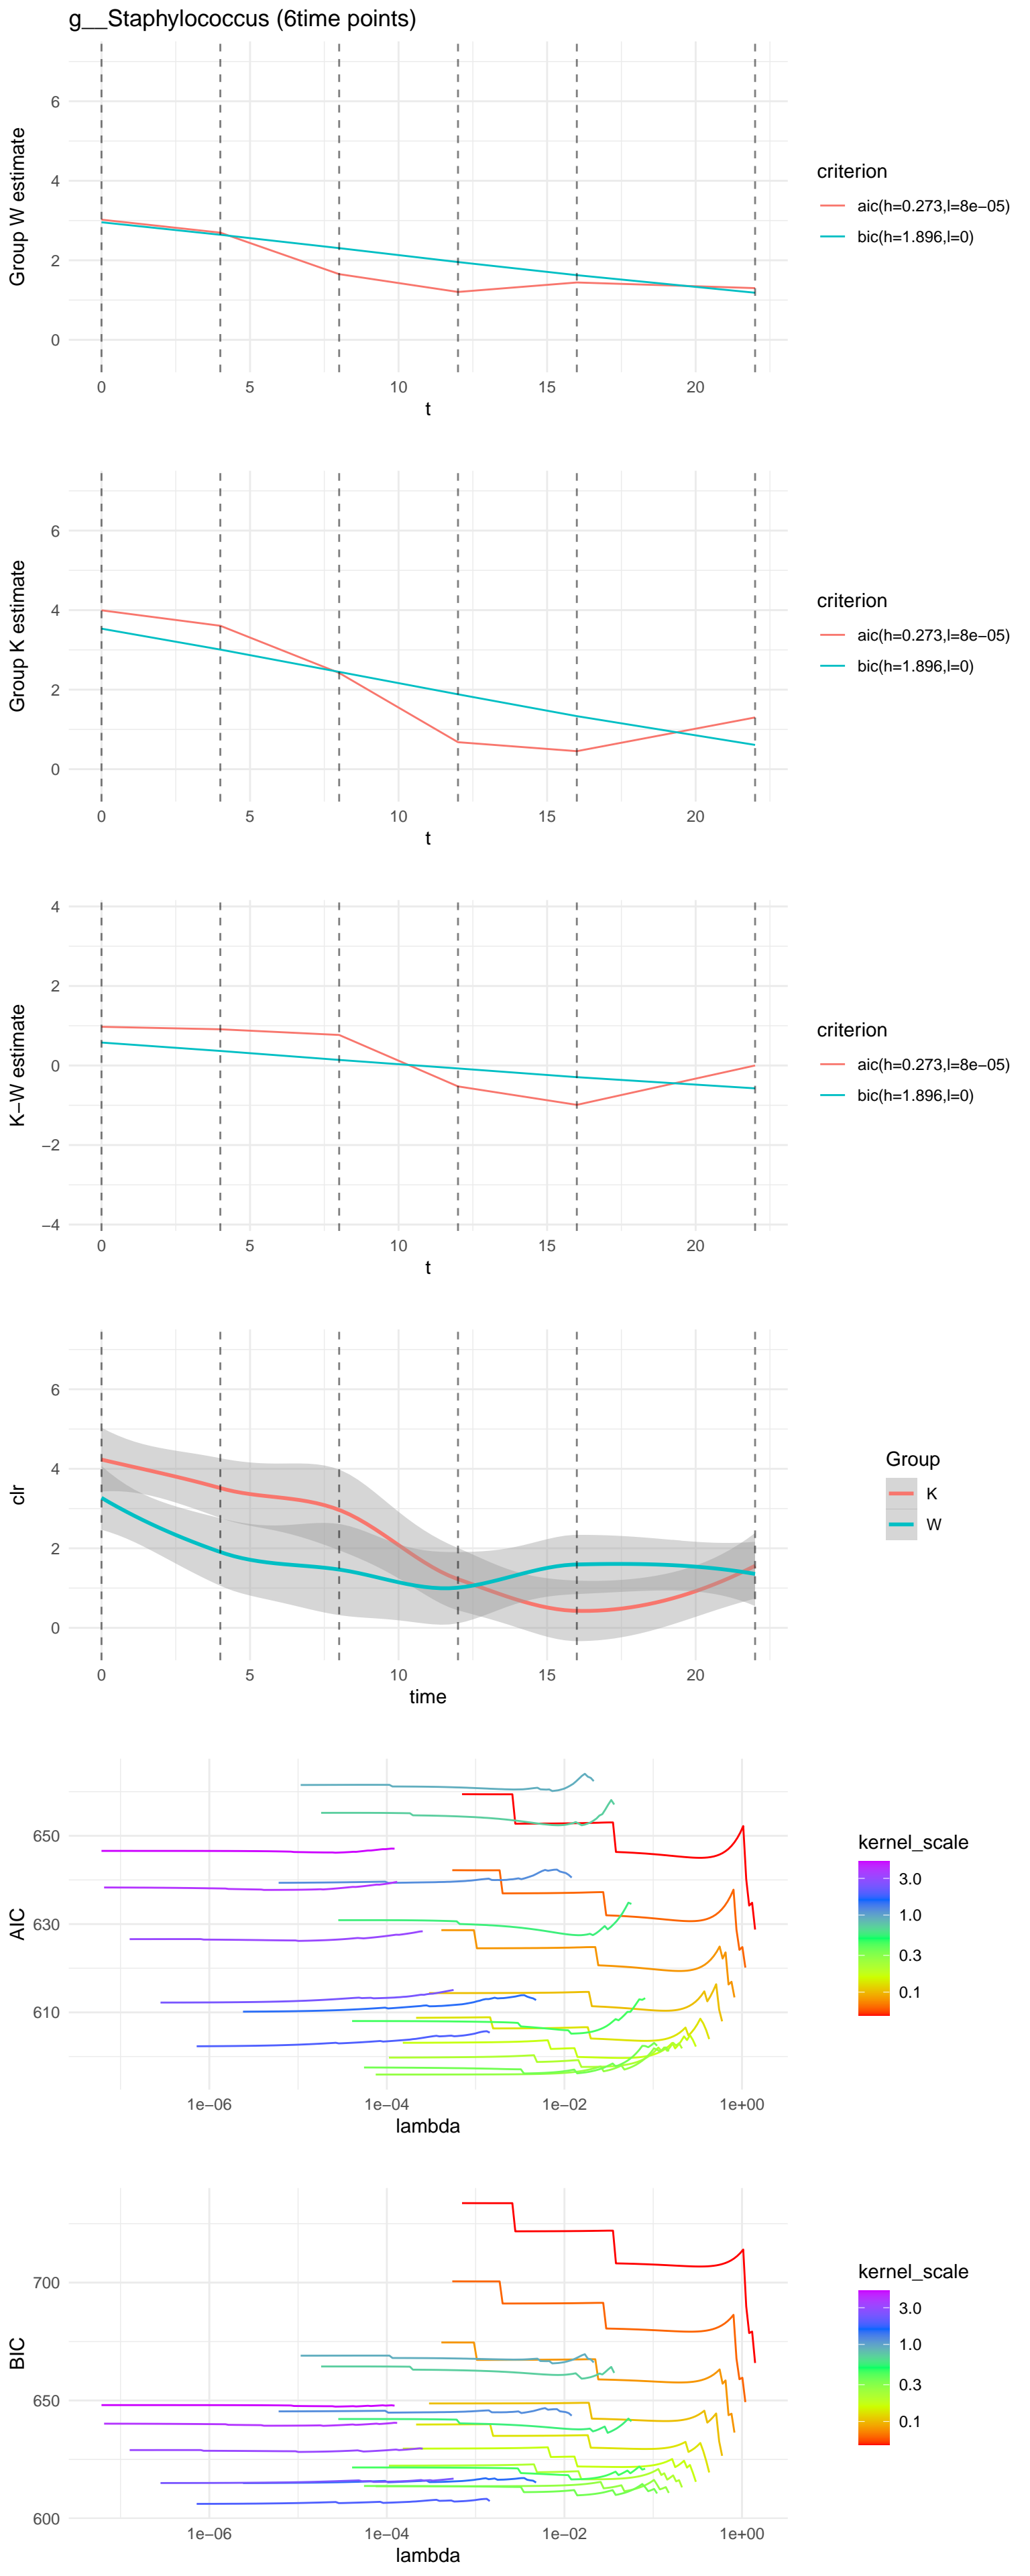 g__Staphylococcus (6time points)
Group W estimate
6
4
2
0
0 5 10 15 20
t
criterion
aic(h=0.273,l=8e−05)
bic(h=1.896,l=0)
Group K estimate
6
4
2
0
0 5 10 15 20
t
criterion
aic(h=0.273,l=8e−05)
bic(h=1.896,l=0)
K−W estimate
4
2
0
−2
−4
0 5 10 15 20
t
criterion
aic(h=0.273,l=8e−05)
bic(h=1.896,l=0)
clr
6
4
2
0
0 5 10 15 20
time
Group
K
W
AIC
650
630
610
1e−06 1e−04 1e−02 1e+00
lambda
kernel_scale
3.0
1.0
0.3
0.1
BIC
700
650
600
1e−06 1e−04 1e−02 1e+00
lambda
kernel_scale
3.0
1.0
0.3
0.1